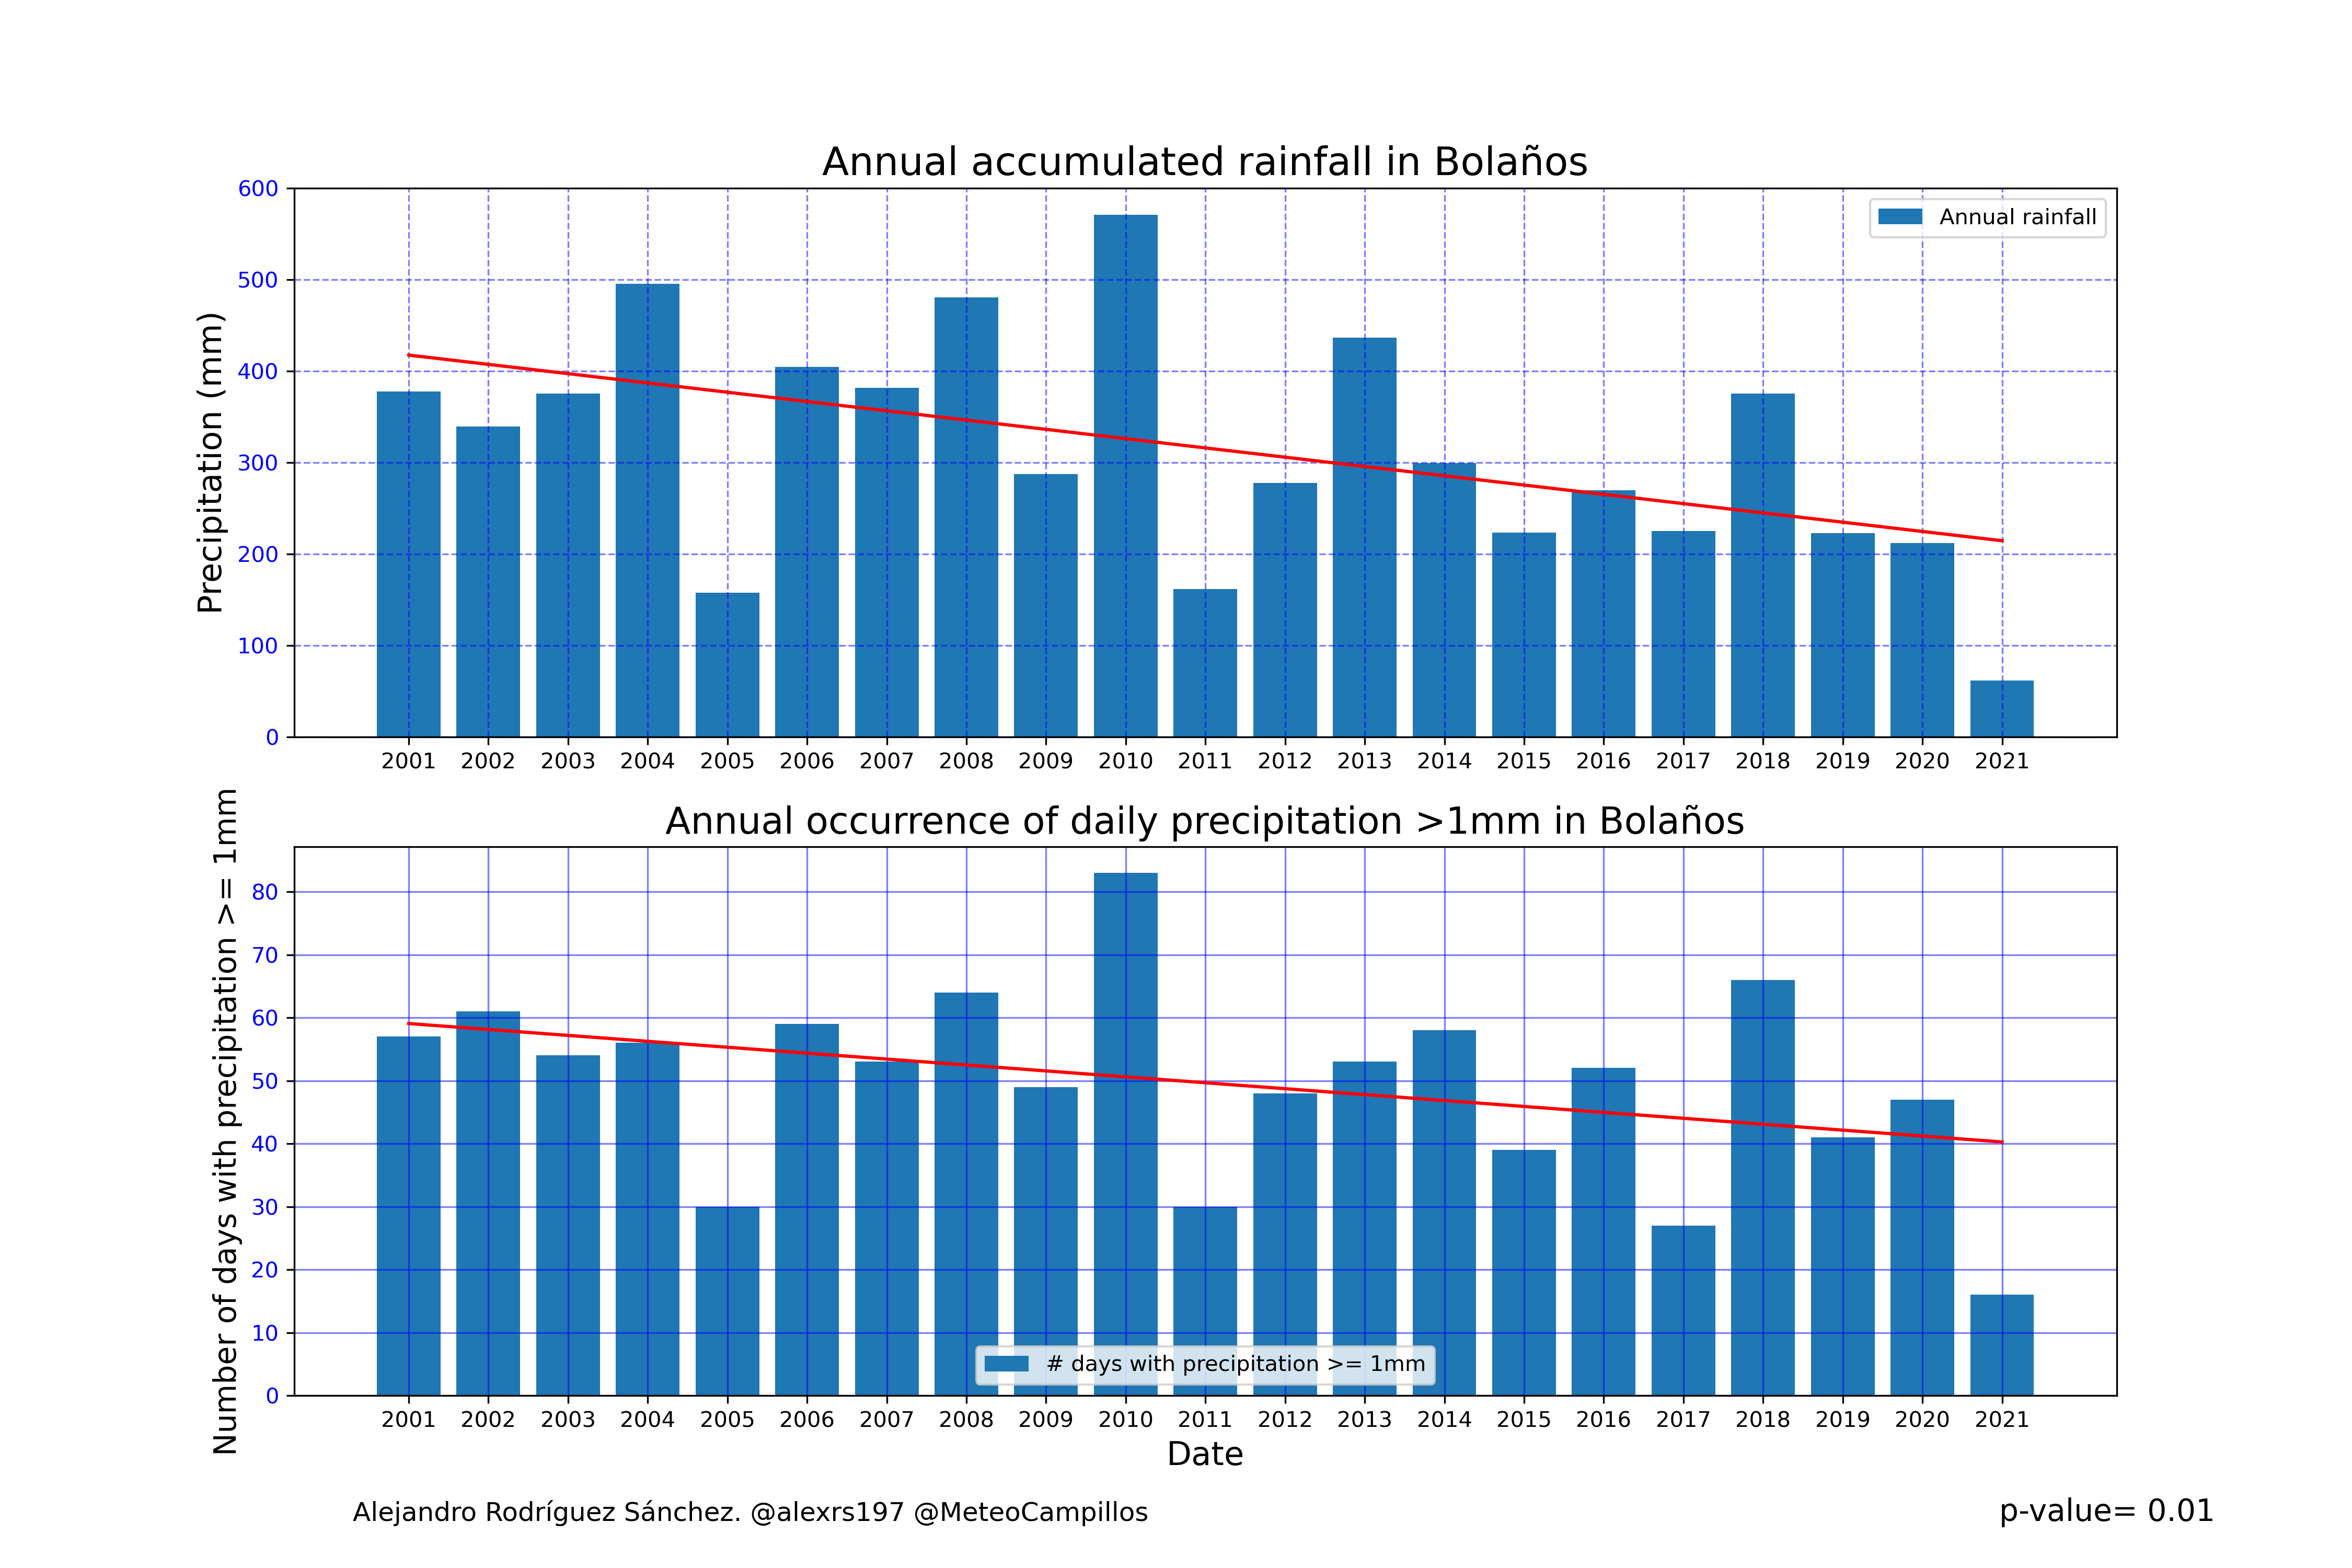 Annual accumulated rainfall in Bolaños
Precipitation (mm)
600
500
400
300
200
100
0
Annual rainfall
2001 2002 2003 2004 2005 2006 2007 2008 2009 2010 2011 2012 2013 2014 2015 2016 2017 2018 2019 2020 2021
Annual occurrence of daily precipitation >1mm in Bolaños
Number of days with precipitation >= 1mm
80
70
60
50
40
30
20
10
0
# days with precipitation >= 1mm
2001 2002 2003 2004 2005 2006 2007 2008 2009 2010 2011 2012 2013 2014 2015 2016 2017 2018 2019 2020 2021
Date
Alejandro Rodríguez Sánchez. @alexrs197 @MeteoCampillos
p-value= 0.01